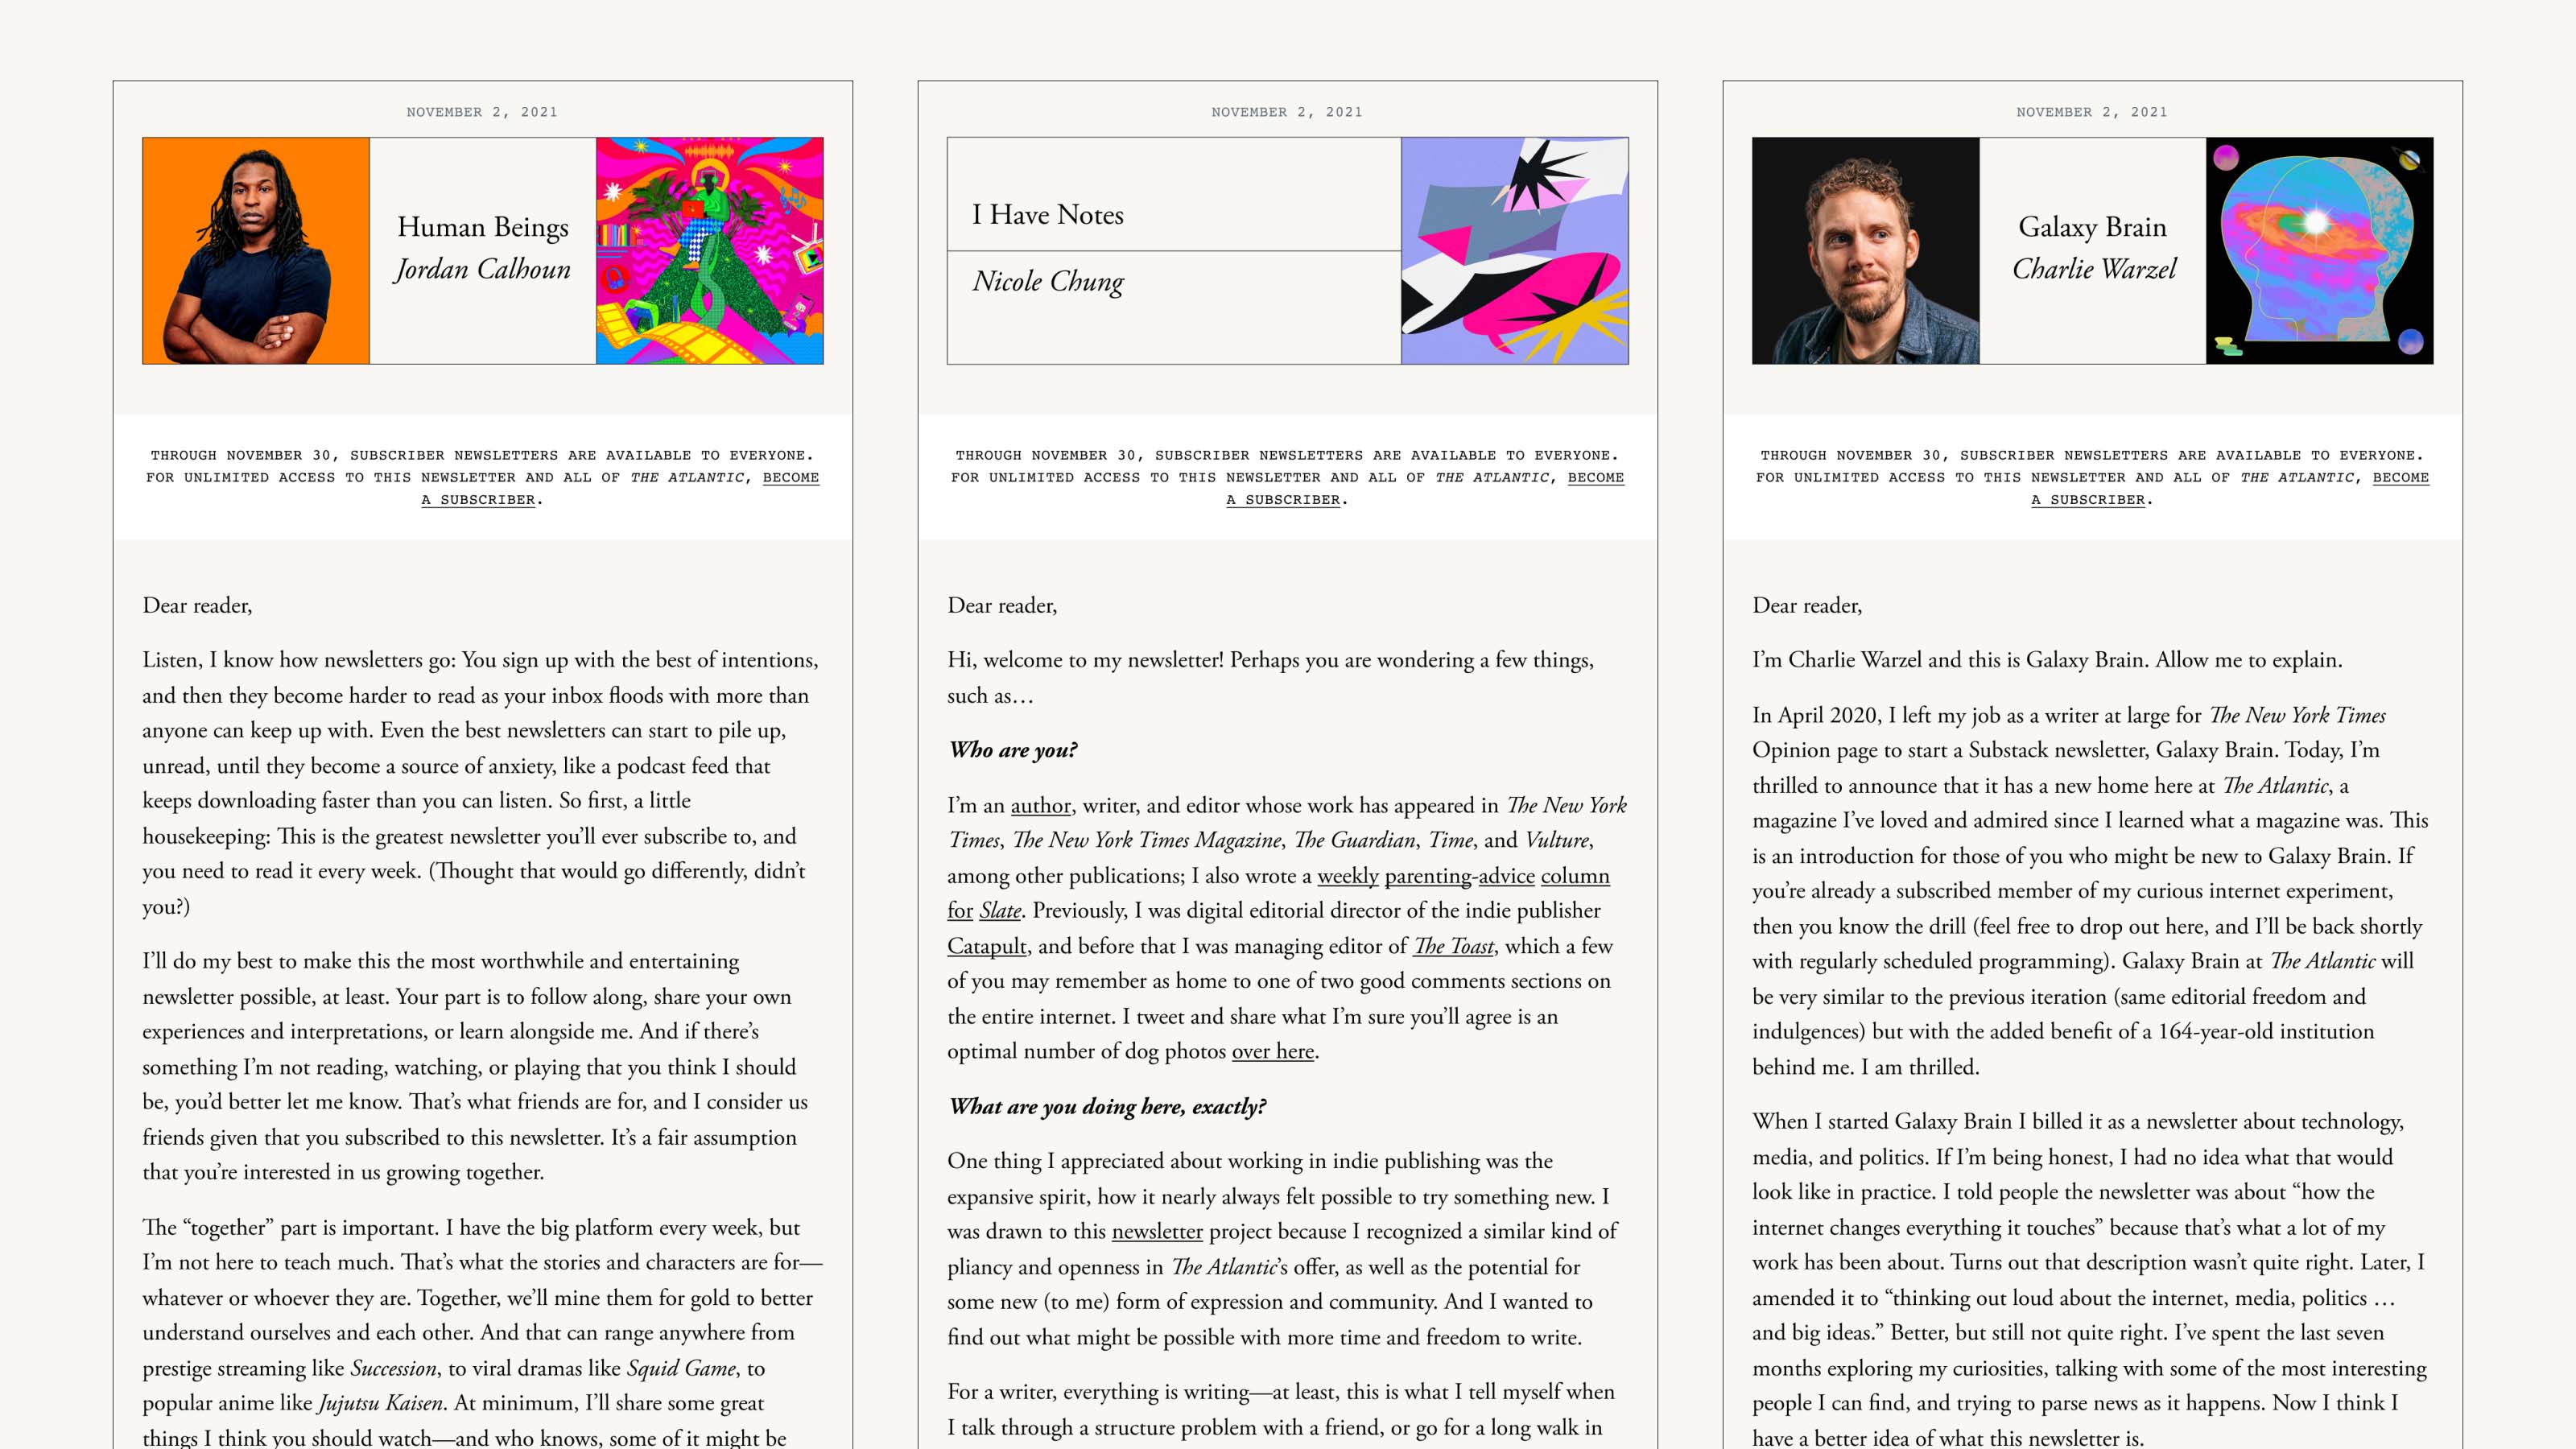 NOVEMBER 2, 2021
Human Beings
Jordan Calhoun
THROUGH NOVEMBER 30, SUBSCRIBER NEWSLETTERS ARE AVAILABLE TO EVERYONE.
FOR UNLIMITED ACCESS TO THIS NEWSLETTER AND ALL OF THE ATLANTIC, BECOME
A SUBSCRIBER.
Dear reader,
Listen, I know how newsletters go: You sign up with the best of intentions,
and then they become harder to read as your inbox floods with more than
anyone can keep up with. Even the best newsletters can start to pile up,
unread, until they become a source of anxiety, like a podcast feed that
keeps downloading faster than you can listen. So first, a little
housekeeping: This is the greatest newsletter you’ll ever subscribe to, and
you need to read it every week. (Thought that would go differently, didn’t
you?)
I’ll do my best to make this the most worthwhile and entertaining
newsletter possible, at least. Your part is to follow along, share your own
experiences and interpretations, or learn alongside me. And if there’s
something I’m not reading, watching, or playing that you think I should
be, you’d better let me know. That’s what friends are for, and I consider us
friends given that you subscribed to this newsletter. It’s a fair assumption
that you’re interested in us growing together.
The “together” part is important. I have the big platform every week, but
I’m not here to teach much. That’s what the stories and characters are for—
whatever or whoever they are. Together, we’ll mine them for gold to better
understand ourselves and each other. And that can range anywhere from
prestige streaming like Succession, to viral dramas like Squid Game, to
popular anime like Jujutsu Kaisen. At minimum, I’ll share some great
things I think you should watch—and who knows, some of it might be
NOVEMBER 2, 2021
I Have Notes
Nicole Chung
THROUGH NOVEMBER 30, SUBSCRIBER NEWSLETTERS ARE AVAILABLE TO EVERYONE.
FOR UNLIMITED ACCESS TO THIS NEWSLETTER AND ALL OF THE ATLANTIC, BECOME
A SUBSCRIBER.
Dear reader,
Hi, welcome to my newsletter! Perhaps you are wondering a few things,
such as…
Who are you?
I’m an author, writer, and editor whose work has appeared in The New York
Times, The New York Times Magazine, The Guardian, Time, and Vulture,
among other publications; I also wrote a weekly parenting-advice column
for Slate. Previously, I was digital editorial director of the indie publisher
Catapult, and before that I was managing editor of The Toast, which a few
of you may remember as home to one of two good comments sections on
the entire internet. I tweet and share what I’m sure you’ll agree is an
optimal number of dog photos over here.
What are you doing here, exactly?
One thing I appreciated about working in indie publishing was the
expansive spirit, how it nearly always felt possible to try something new. I
was drawn to this newsletter project because I recognized a similar kind of
pliancy and openness in The Atlantic’s offer, as well as the potential for
some new (to me) form of expression and community. And I wanted to
find out what might be possible with more time and freedom to write.
For a writer, everything is writing—at least, this is what I tell myself when
I talk through a structure problem with a friend, or go for a long walk in
NOVEMBER 2, 2021
Galaxy Brain
Charlie Warzel
THROUGH NOVEMBER 30, SUBSCRIBER NEWSLETTERS ARE AVAILABLE TO EVERYONE.
FOR UNLIMITED ACCESS TO THIS NEWSLETTER AND ALL OF THE ATLANTIC, BECOME
A SUBSCRIBER.
Dear reader,
I’m Charlie Warzel and this is Galaxy Brain. Allow me to explain.
In April 2020, I left my job as a writer at large for The New York Times
Opinion page to start a Substack newsletter, Galaxy Brain. Today, I’m
thrilled to announce that it has a new home here at The Atlantic, a
magazine I’ve loved and admired since I learned what a magazine was. This
is an introduction for those of you who might be new to Galaxy Brain. If
you’re already a subscribed member of my curious internet experiment,
then you know the drill (feel free to drop out here, and I’ll be back shortly
with regularly scheduled programming). Galaxy Brain at The Atlantic will
be very similar to the previous iteration (same editorial freedom and
indulgences) but with the added benefit of a 164-year-old institution
behind me. I am thrilled.
When I started Galaxy Brain I billed it as a newsletter about technology,
media, and politics. If I’m being honest, I had no idea what that would
look like in practice. I told people the newsletter was about “how the
internet changes everything it touches” because that’s what a lot of my
work has been about. Turns out that description wasn’t quite right. Later, I
amended it to “thinking out loud about the internet, media, politics …
and big ideas.” Better, but still not quite right. I’ve spent the last seven
months exploring my curiosities, talking with some of the most interesting
people I can find, and trying to parse news as it happens. Now I think I
have a better idea of what this newsletter is.